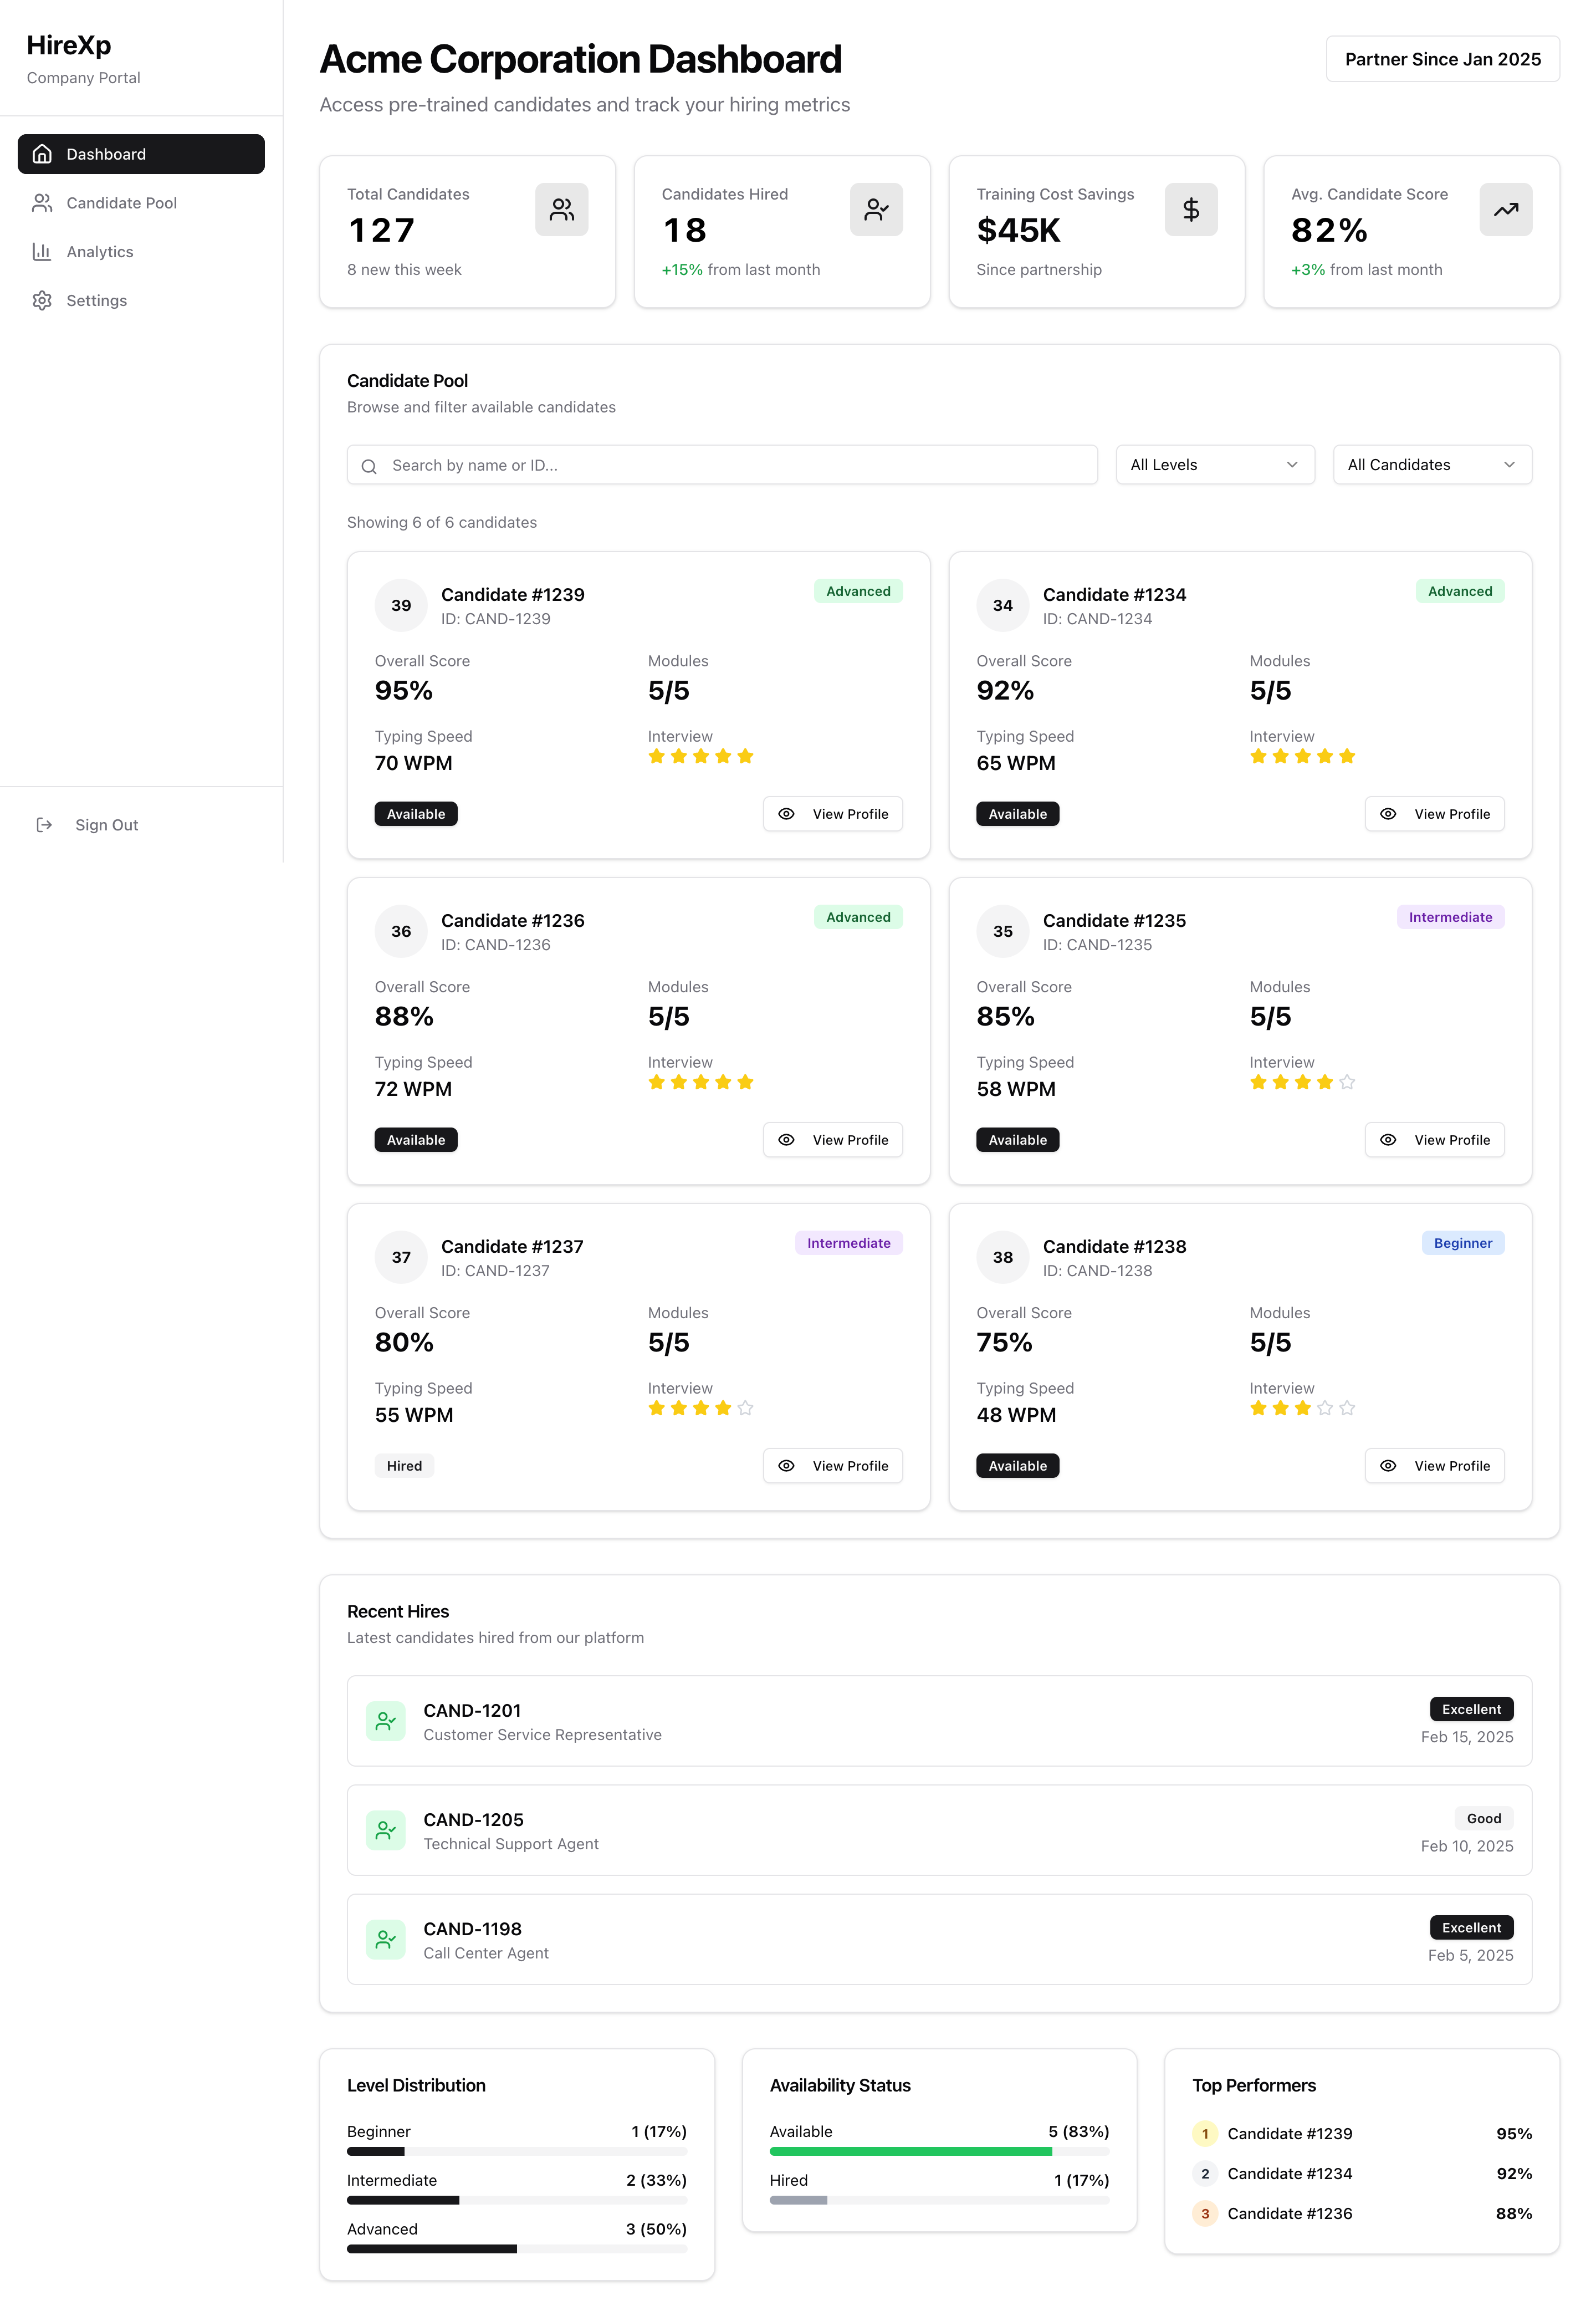 HireXp
Company Portal
Dashboard
Candidate Pool
Analytics
Settings
Sign Out
Acme Corporation Dashboard
Access pre-trained candidates and track your hiring metrics
Partner Since Jan 2025
Total Candidates
127
8 new this week
Candidates Hired
18
+15% from last month
Training Cost Savings
$45K
Since partnership
Avg. Candidate Score
82%
+3% from last month
Candidate Pool
Browse and filter available candidates
Search by name or ID...
All Levels
All Candidates
Showing 6 of 6 candidates
39
Candidate #1239
ID: CAND-1239
Advanced
Overall Score
95%
Modules
5/5
Typing Speed
70 WPM
Interview
Available
View Profile
34
Candidate #1234
ID: CAND-1234
Advanced
Overall Score
92%
Modules
5/5
Typing Speed
65 WPM
Interview
Available
View Profile
36
Candidate #1236
ID: CAND-1236
Advanced
Overall Score
88%
Modules
5/5
Typing Speed
72 WPM
Interview
Available
View Profile
35
Candidate #1235
ID: CAND-1235
Intermediate
Overall Score
85%
Modules
5/5
Typing Speed
58 WPM
Interview
Available
View Profile
37
Candidate #1237
ID: CAND-1237
Intermediate
Overall Score
80%
Modules
5/5
Typing Speed
55 WPM
Interview
Hired
View Profile
38
Candidate #1238
ID: CAND-1238
Beginner
Overall Score
75%
Modules
5/5
Typing Speed
48 WPM
Interview
Available
View Profile
Recent Hires
Latest candidates hired from our platform
CAND-1201
Customer Service Representative
Excellent
Feb 15, 2025
CAND-1205
Technical Support Agent
Good
Feb 10, 2025
CAND-1198
Call Center Agent
Excellent
Feb 5, 2025
Level Distribution
Beginner 1 (17%)
Intermediate 2 (33%)
Advanced 3 (50%)
Availability Status
Available 5 (83%)
Hired 1 (17%)
Top Performers
1 Candidate #1239 95%
2 Candidate #1234 92%
3 Candidate #1236 88%